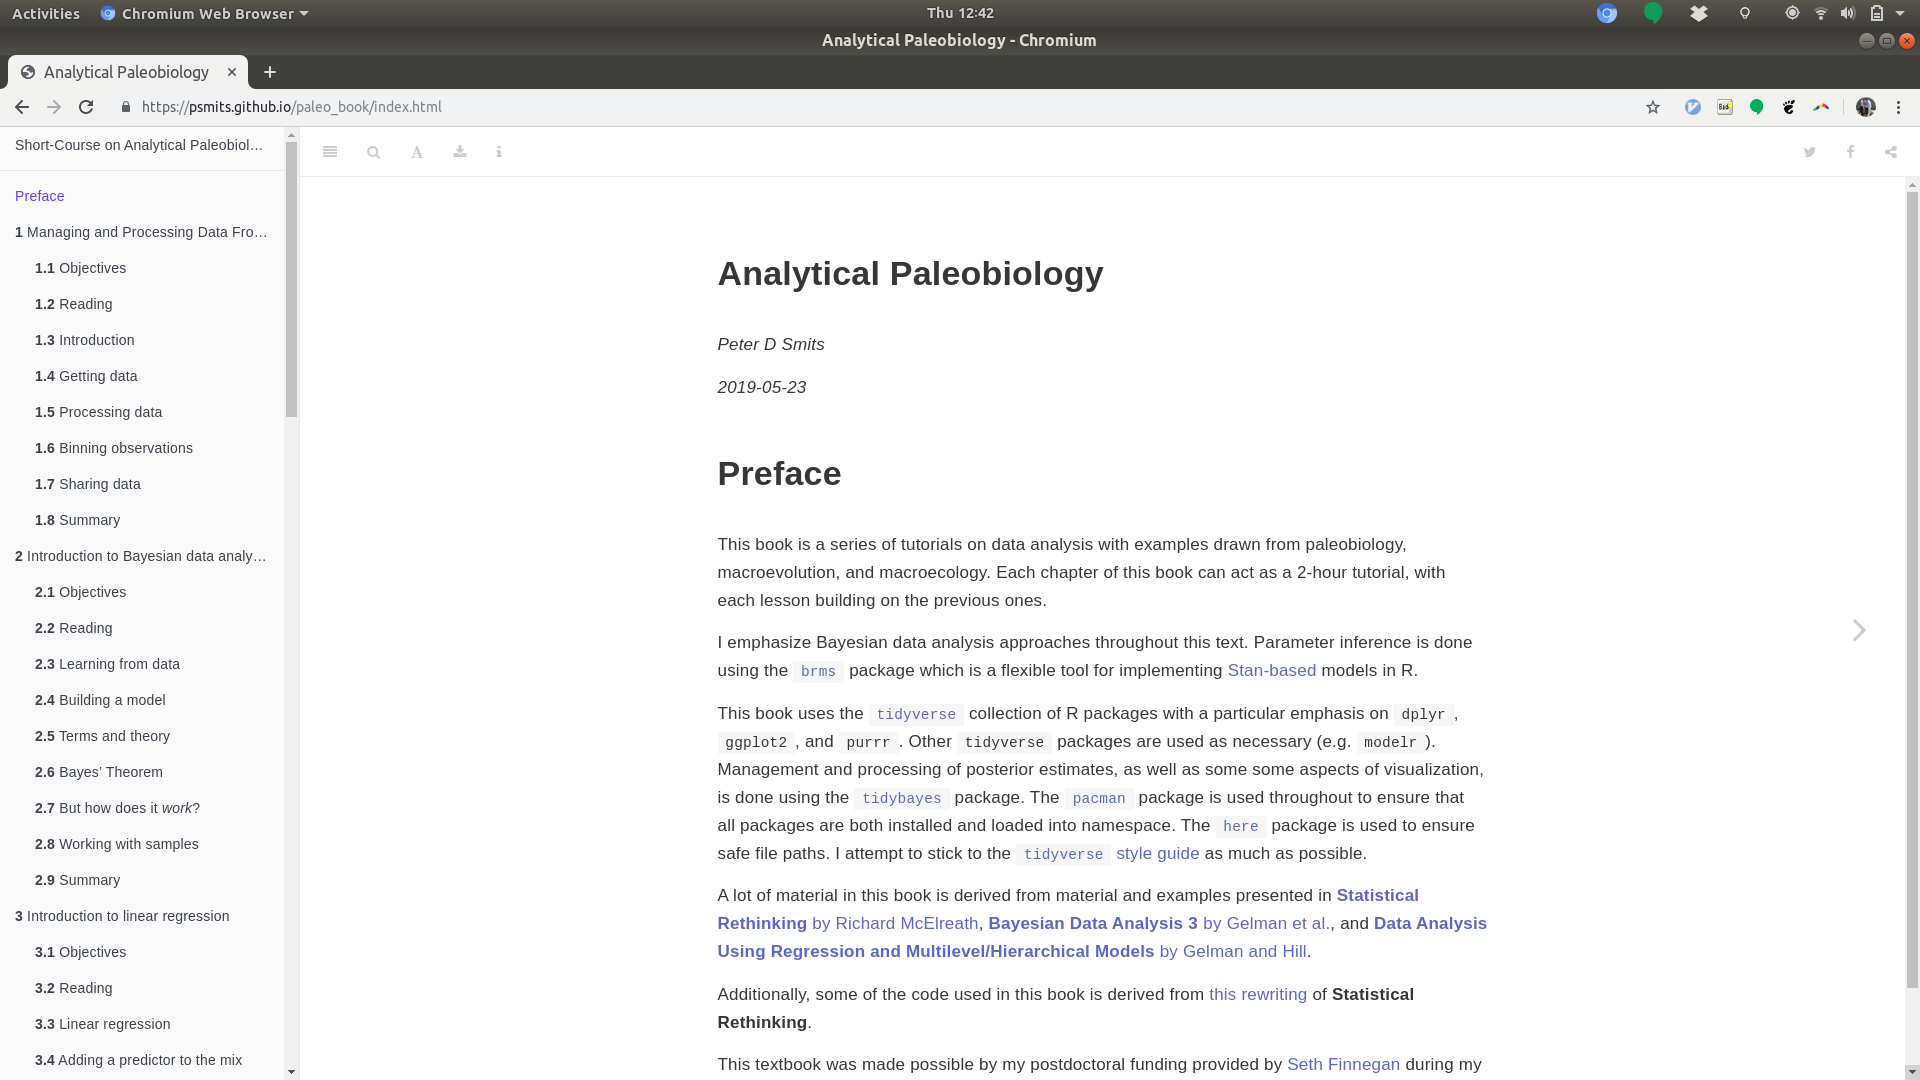 Activities
Chromium Web Browser
Thu 12:42
Analytical Paleobiology - Chromium
Analytical Paleobiology
https://psmits.github.io/paleo_book/index.html
Short-Course on Analytical Paleobiol…
Preface
1 Managing and Processing Data Fro…
1.1 Objectives
1.2 Reading
1.3 Introduction
1.4 Getting data
1.5 Processing data
1.6 Binning observations
1.7 Sharing data
1.8 Summary
2 Introduction to Bayesian data analy…
2.1 Objectives
2.2 Reading
2.3 Learning from data
2.4 Building a model
2.5 Terms and theory
2.6 Bayes’ Theorem
2.7 But how does it work?
2.8 Working with samples
2.9 Summary
3 Introduction to linear regression
3.1 Objectives
3.2 Reading
3.3 Linear regression
3.4 Adding a predictor to the mix
Analytical Paleobiology
Peter D Smits
2019-05-23
Preface
This book is a series of tutorials on data analysis with examples drawn from paleobiology,
macroevolution, and macroecology. Each chapter of this book can act as a 2-hour tutorial, with
each lesson building on the previous ones.
I emphasize Bayesian data analysis approaches throughout this text. Parameter inference is done
using the brms package which is a flexible tool for implementing Stan-based models in R.
This book uses the tidyverse collection of R packages with a particular emphasis on dplyr,
ggplot2, and purrr. Other tidyverse packages are used as necessary (e.g. modelr).
Management and processing of posterior estimates, as well as some some aspects of visualization,
is done using the tidybayes package. The pacman package is used throughout to ensure that
all packages are both installed and loaded into namespace. The here package is used to ensure
safe file paths. I attempt to stick to the tidyverse style guide as much as possible.
A lot of material in this book is derived from material and examples presented in Statistical
Rethinking by Richard McElreath, Bayesian Data Analysis 3 by Gelman et al., and Data Analysis
Using Regression and Multilevel/Hierarchical Models by Gelman and Hill.
Additionally, some of the code used in this book is derived from this rewriting of Statistical
Rethinking.
This textbook was made possible by my postdoctoral funding provided by Seth Finnegan during my